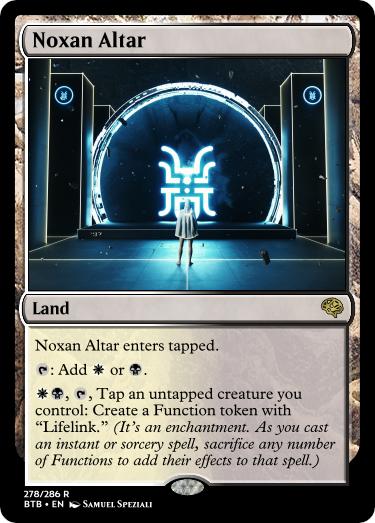 Noxan Altar
Land
Noxan Altar enters tapped.
: Add or .
, , Tap an untapped creature you
control: Create a Function token with
“Lifelink.” (It’s an enchantment. As you cast
an instant or sorcery spell, sacrifice any number
of Functions to add their effects to that spell.)
278/286 R
BTB • EN Samuel Speziali